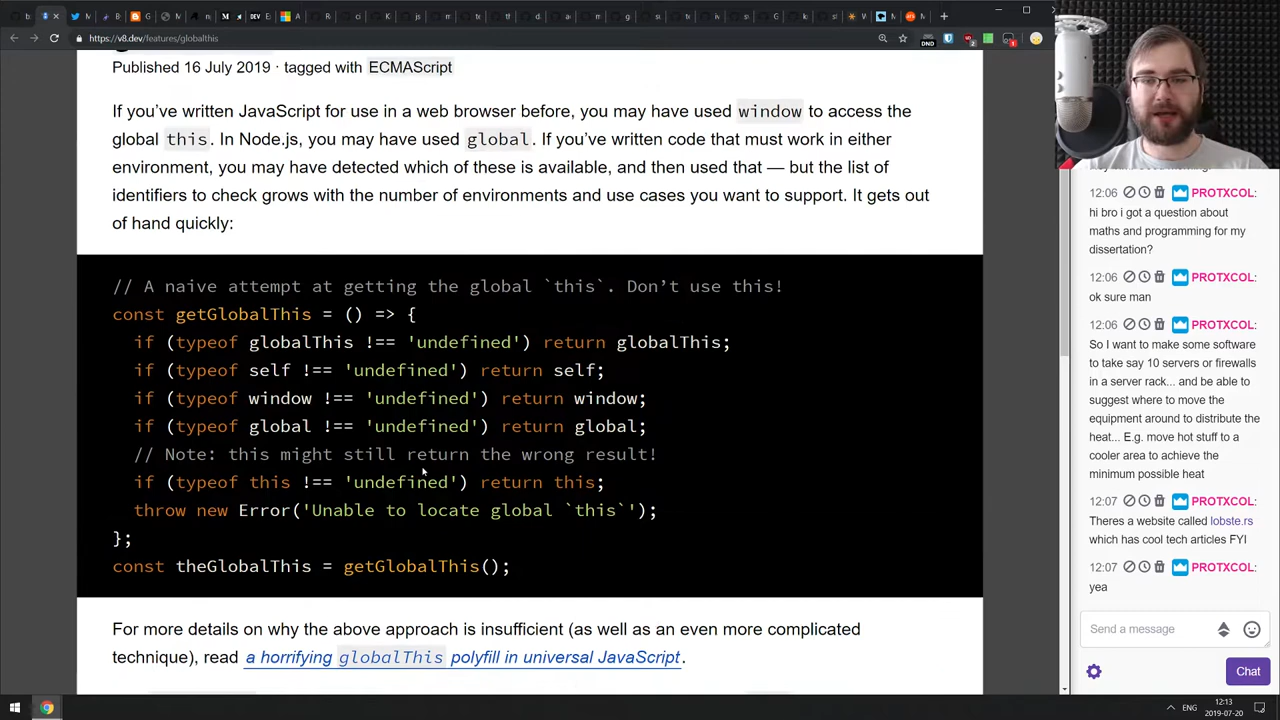 https://v8.dev/features/globalthis
Published 16 July 2019 · tagged with ECMAScript
If you’ve written JavaScript for use in a web browser before, you may have used window to access the
global this. In Node.js, you may have used global. If you’ve written code that must work in either
environment, you may have detected which of these is available, and then used that — but the list of
identifiers to check grows with the number of environments and use cases you want to support. It gets out
of hand quickly:
// A naive attempt at getting the global `this`. Don’t use this!
const getGlobalThis = () => {
if (typeof globalThis !== 'undefined') return globalThis;
if (typeof self !== 'undefined') return self;
if (typeof window !== 'undefined') return window;
if (typeof global !== 'undefined') return global;
// Note: this might still return the wrong result!
if (typeof this !== 'undefined') return this;
throw new Error('Unable to locate global `this`');
};
const theGlobalThis = getGlobalThis();
For more details on why the above approach is insufficient (as well as an even more complicated
technique), read a horrifying globalThis polyfill in universal JavaScript.
12:06 PROTXCOL:
hi bro i got a question about
maths and programming for my
dissertation?
12:06 PROTXCOL:
ok sure man
12:06 PROTXCOL:
So I want to make some software
to take say 10 servers or firewalls
in a server rack... and be able to
suggest where to move the
equipment around to distribute the
heat... E.g. move hot stuff to a
cooler area to achieve the
minimum possible heat
12:07 PROTXCOL:
Theres a website called lobste.rs
which has cool tech articles FYI
12:07 PROTXCOL:
yea
Send a message
Chat
ENG
12:13
2019-07-20